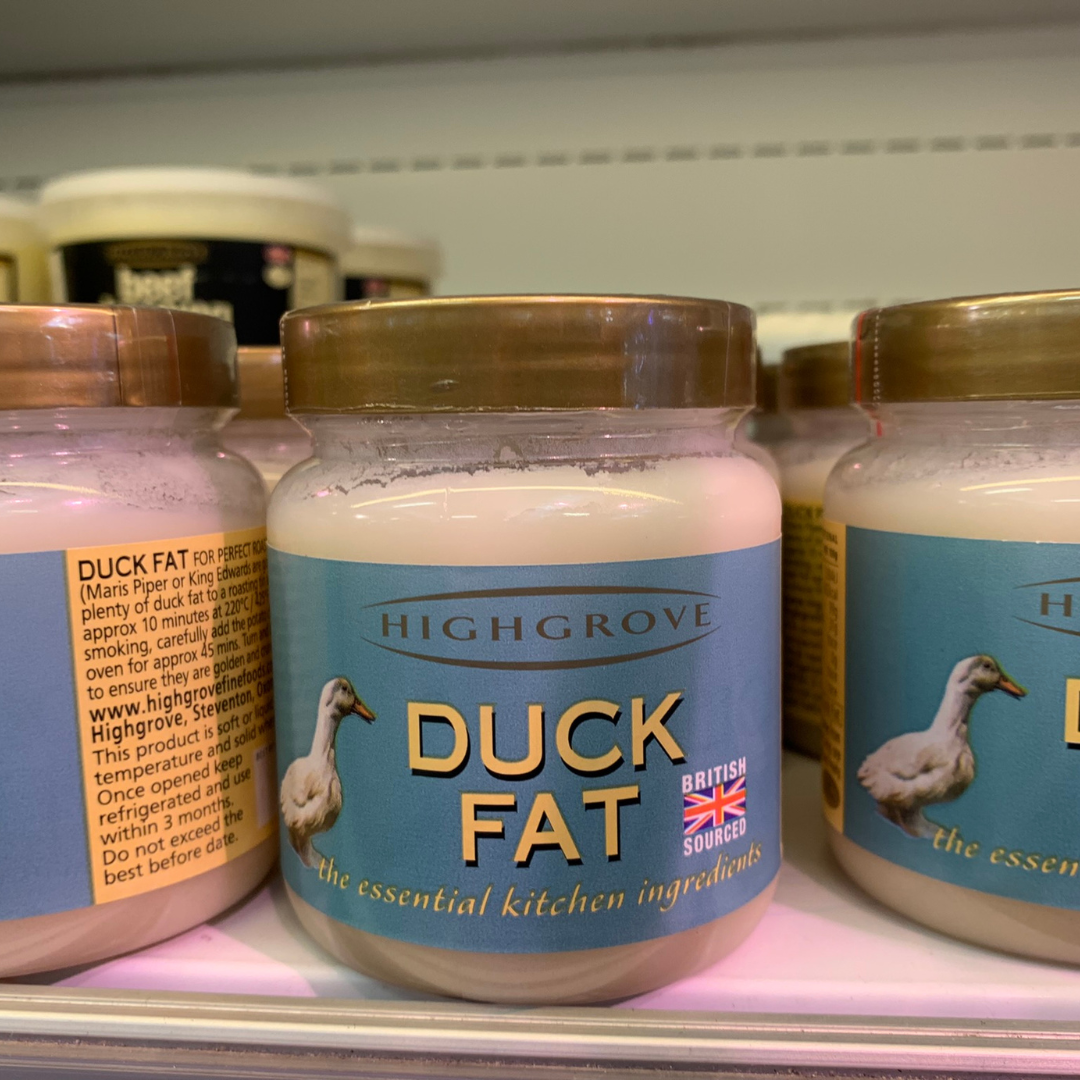 beef
DUCK FAT FOR PERFECT
(Maris Piper or King Edwards are
plenty of duck fat to a roasting
approx 10 minutes at 220°C /
smoking, carefully add the
oven for approx 45 mins. Turn
to ensure they are golden and
www.highgrovefinefoods.
Highgrove, Steventon,
This product is soft or
temperature and solid
Once opened keep
refrigerated and use
within 3 months.
Do not exceed the
best before date.
HIGHGROVE
DUCK
FAT
BRITISH
SOURCED
the essential kitchen ingredients
H
D
the essen